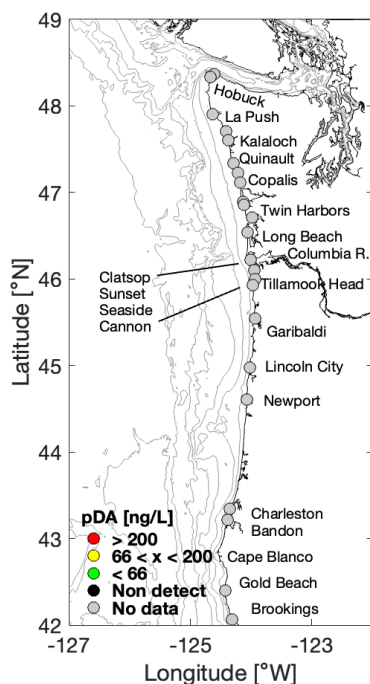 49
48
47
46
45
44
43
42
Latitude [°N]
Hobuck
La Push
Kalaloch
Quinault
Copalis
Twin Harbors
Long Beach
Columbia R.
Clatsop
Sunset
Seaside
Cannon
Tillamook Head
Garibaldi
Lincoln City
Newport
Charleston
Bandon
Cape Blanco
Gold Beach
Brookings
pDA [ng/L]
> 200
66 < x < 200
< 66
Non detect
No data
-127
-125
-123
Longitude [°W]